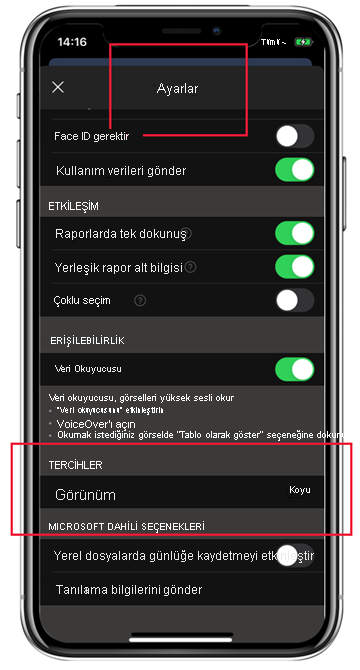 14:16
Ayarlar
Face ID gerektir
Kullanım verileri gönder
ETKİLEŞİM
Raporlarda tek dokunuş
Yerleşik rapor alt bilgisi
Çoklu seçim
ERİŞİLEBİLİRLİK
Veri Okuyucusu
Veri okuyucusu, görselleri yüksek sesli okur
• "Veri okuyucusunu" etkinleştirin
• VoiceOver'ı açın
• Okumak istediğiniz görselde "Tablo olarak göster" seçeneğine dokunu
TERCİHLER
Görünüm
Koyu
MICROSOFT DAHİLİ SEÇENEKLERİ
Yerel dosyalarda günlüğe kaydetmeyi etkinleştir
Tanılama bilgilerini gönder